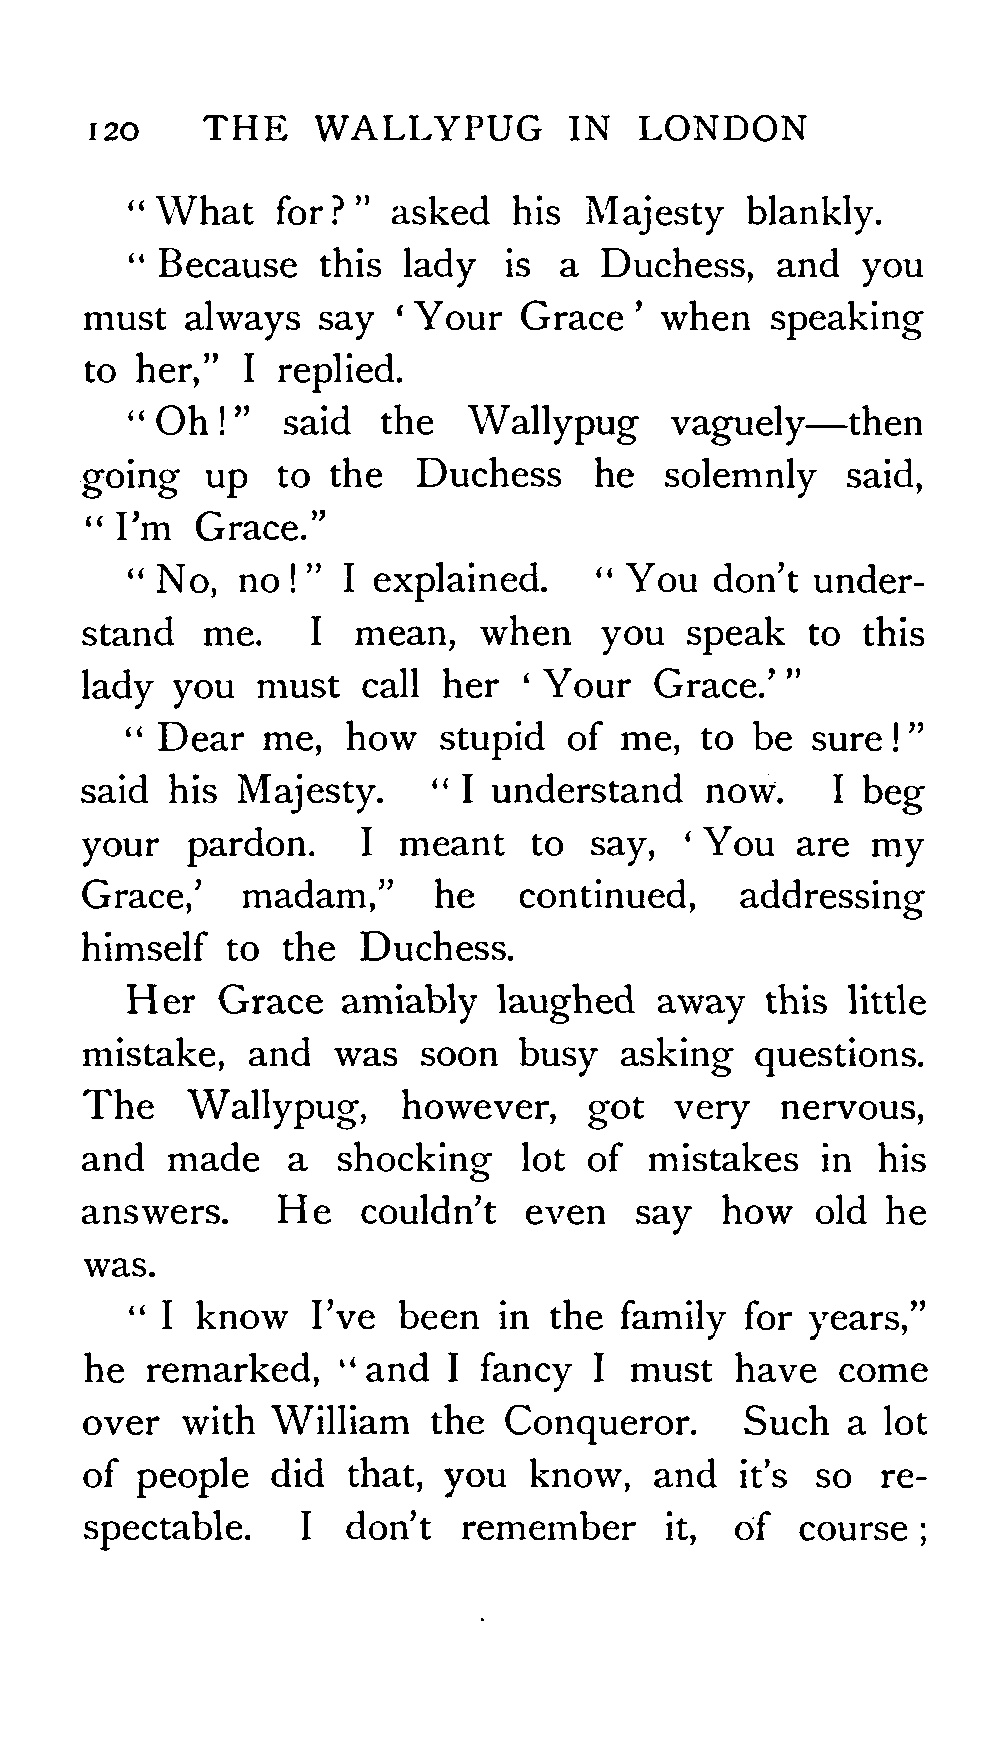 120 THE WALLYPUG IN LONDON
“ What for? ” asked his Majesty blankly.
“ Because this lady is a Duchess, and you
must always say ‘ Your Grace ’ when speaking
to her,” I replied.
“ Oh ! ” said the Wallypug vaguely—then
going up to the Duchess he solemnly said,
“ I’m Grace.”
“ No, no ! ” I explained. “ You don’t under-
stand me. I mean, when you speak to this
lady you must call her ‘ Your Grace.’ ”
“ Dear me, how stupid of me, to be sure ! ”
said his Majesty. “ I understand now. I beg
your pardon. I meant to say, ‘ You are my
Grace,’ madam,” he continued, addressing
himself to the Duchess.
Her Grace amiably laughed away this little
mistake, and was soon busy asking questions.
The Wallypug, however, got very nervous,
and made a shocking lot of mistakes in his
answers. He couldn’t even say how old he
was.
“ I know I’ve been in the family for years,”
he remarked, “ and I fancy I must have come
over with William the Conqueror. Such a lot
of people did that, you know, and it’s so re-
spectable. I don’t remember it, of course ;